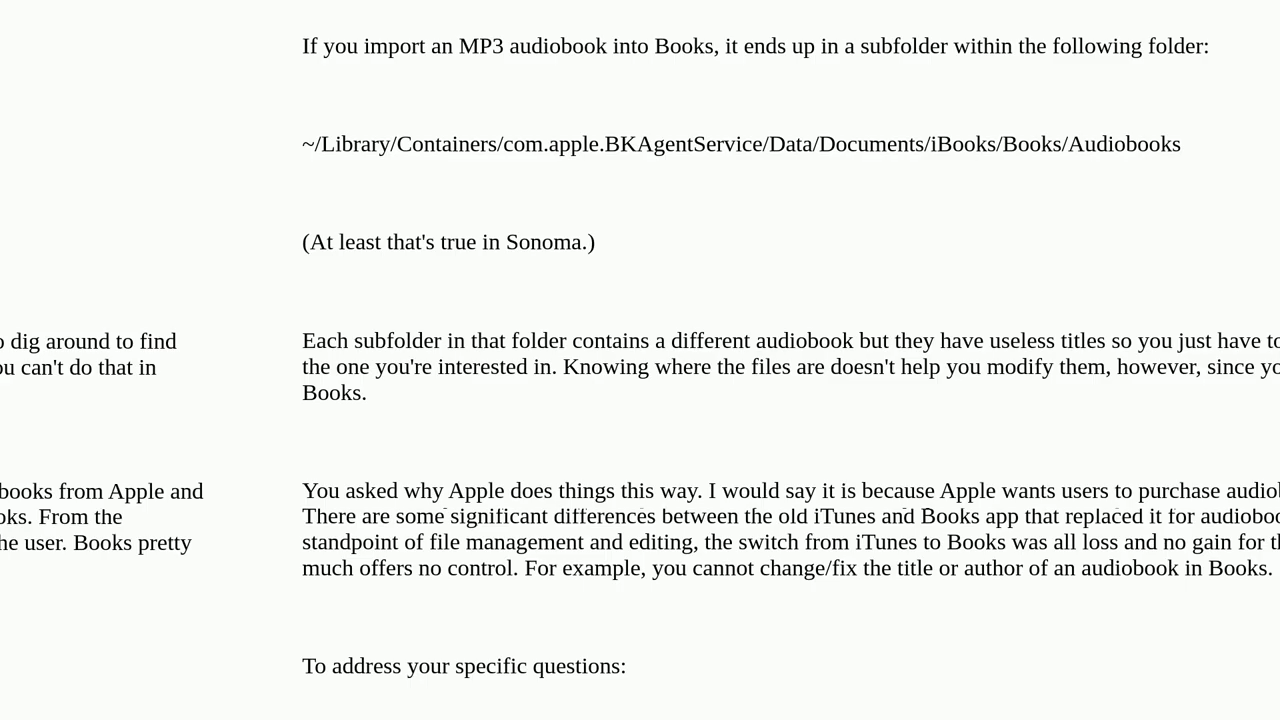 If you import an MP3 audiobook into Books, it ends up in a subfolder within the following folder:
~/Library/Containers/com.apple.BKAgentService/Data/Documents/iBooks/Books/Audiobooks
(At least that's true in Sonoma.)
o dig around to find
ou can't do that in
Each subfolder in that folder contains a different audiobook but they have useless titles so you just have to
the one you're interested in. Knowing where the files are doesn't help you modify them, however, since yo
Books.
books from Apple and
oks. From the
he user. Books pretty
You asked why Apple does things this way. I would say it is because Apple wants users to purchase audiob
There are some significant differences between the old iTunes and Books app that replaced it for audioboo
standpoint of file management and editing, the switch from iTunes to Books was all loss and no gain for th
much offers no control. For example, you cannot change/fix the title or author of an audiobook in Books.
To address your specific questions: